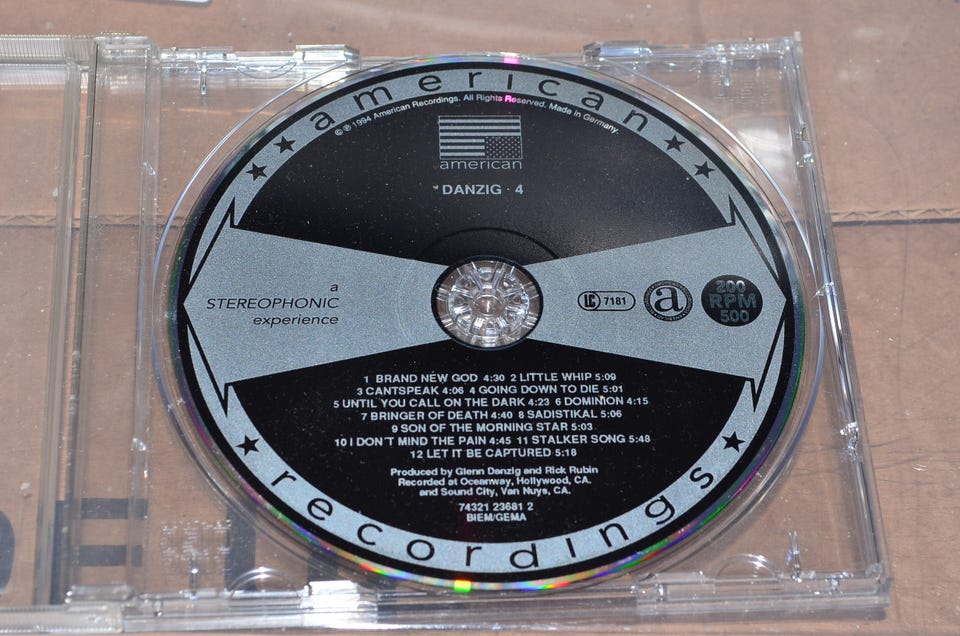 american
© ℗ 1994 American Recordings. All Rights Reserved. Made in Germany.
american
DANZIG · 4
a
STEREOPHONIC
experience
LC 7181
a
200
RPM
500
1 BRAND NEW GOD 4:30 2 LITTLE WHIP 5:09
3 CANTSPEAK 4:06 4 GOING DOWN TO DIE 5:01
5 UNTIL YOU CALL ON THE DARK 4:23 6 DOMINION 4:15
7 BRINGER OF DEATH 4:40 8 SADISTIKAL 5:06
9 SON OF THE MORNING STAR 5:03
10 I DON'T MIND THE PAIN 4:45 11 STALKER SONG 5:48
12 LET IT BE CAPTURED 5:18
Produced by Glenn Danzig and Rick Rubin
Recorded at Oceanway, Hollywood, CA.
and Sound City, Van Nuys, CA.
74321 23681 2
BIEM/GEMA
recordings